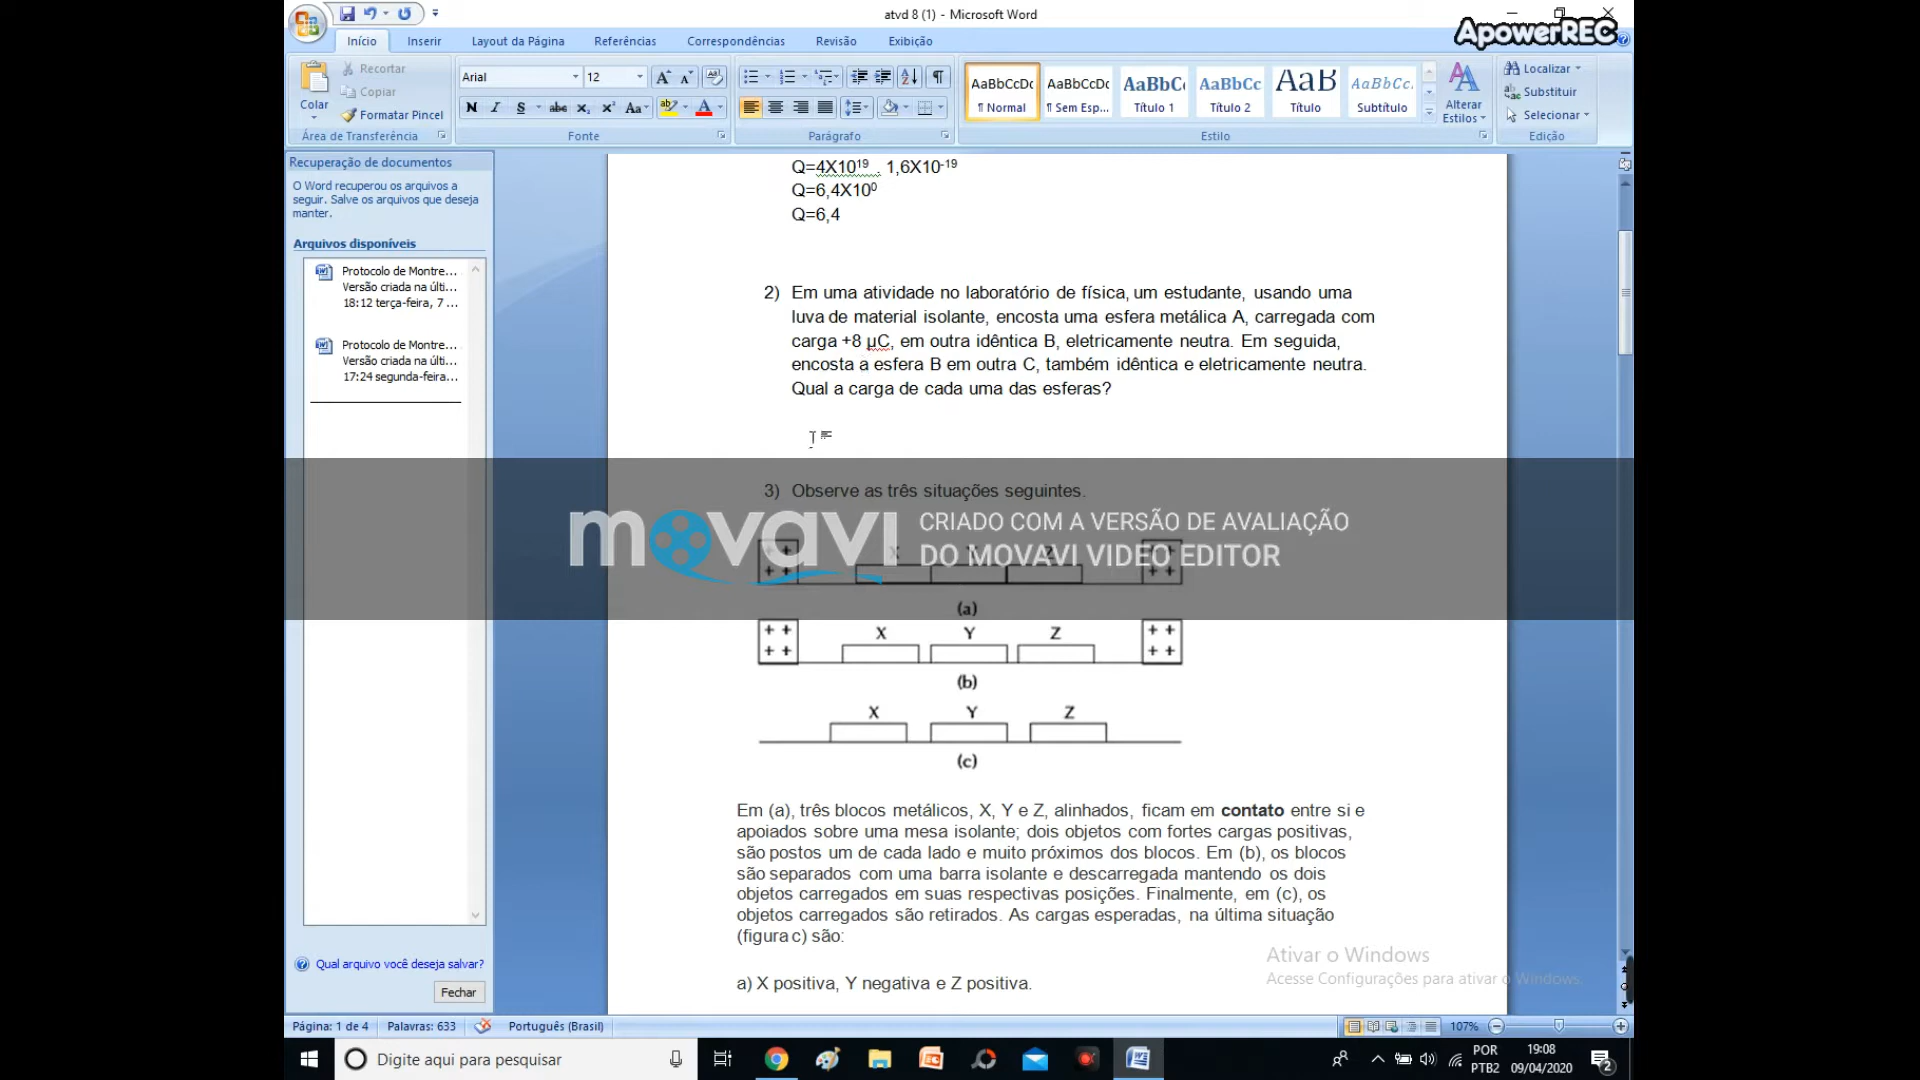 atvd 8 (1) - Microsoft Word
ApowerREC
Início
Inserir
Layout da Página
Referências
Correspondências
Revisão
Exibição
Colar
Recortar
Copiar
Formatar Pincel
Área de Transferência
Arial
12
N I S abc x₂ x² Aa
Fonte
Parágrafo
AaBbCcDc
¶ Normal
AaBbCcDc
¶ Sem Esp...
AaBbC
Título 1
AaBbCc
Título 2
AaB
Título
AaBbCc.
Subtítulo
Alterar
Estilos
Estilo
Localizar
Substituir
Selecionar
Edição
Recuperação de documentos
O Word recuperou os arquivos a
seguir. Salve os arquivos que deseja
manter.
Arquivos disponíveis
Protocolo de Montre...
Versão criada na últi...
18:12 terça-feira, 7 ...
Protocolo de Montre...
Versão criada na últi...
17:24 segunda-feira...
Qual arquivo você deseja salvar?
Fechar
Q=4X10¹⁹ . 1,6X10⁻¹⁹
Q=6,4X10⁰
Q=6,4
2) Em uma atividade no laboratório de física, um estudante, usando uma
luva de material isolante, encosta uma esfera metálica A, carregada com
carga +8 µC, em outra idêntica B, eletricamente neutra. Em seguida,
encosta a esfera B em outra C, também idêntica e eletricamente neutra.
Qual a carga de cada uma das esferas?
3) Observe as três situações seguintes.
movavi
CRIADO COM A VERSÃO DE AVALIAÇÃO
DO MOVAVI VIDEO EDITOR
+ + X Y Z + +
+ + + +
(a)
+ + X Y Z + +
+ + + +
(b)
X Y Z
(c)
Em (a), três blocos metálicos, X, Y e Z, alinhados, ficam em contato entre si e
apoiados sobre uma mesa isolante; dois objetos com fortes cargas positivas,
são postos um de cada lado e muito próximos dos blocos. Em (b), os blocos
são separados com uma barra isolante e descarregada mantendo os dois
objetos carregados em suas respectivas posições. Finalmente, em (c), os
objetos carregados são retirados. As cargas esperadas, na última situação
(figura c) são:
a) X positiva, Y negativa e Z positiva.
Ativar o Windows
Acesse Configurações para ativar o Windows.
Página: 1 de 4
Palavras: 633
Português (Brasil)
107%
Digite aqui para pesquisar
POR
PTB2
19:08
09/04/2020
2